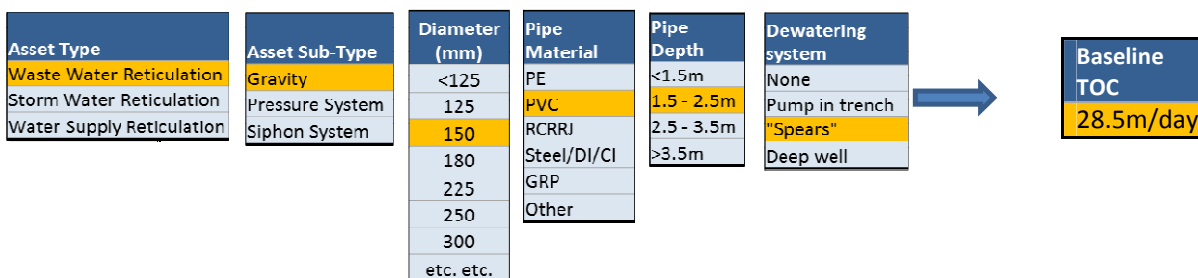 Asset Type
Waste Water Reticulation
Storm Water Reticulation
Water Supply Reticulation
Asset Sub-Type
Gravity
Pressure System
Siphon System
Diameter
(mm)
<125
125
150
180
225
250
300
etc. etc.
Pipe
Material
PE
PVC
RCRRJ
Steel/DI/CI
GRP
Other
Pipe
Depth
<1.5m
1.5 - 2.5m
2.5 - 3.5m
>3.5m
Dewatering
system
None
Pump in trench
"Spears"
Deep well
Baseline
TOC
28.5m/day